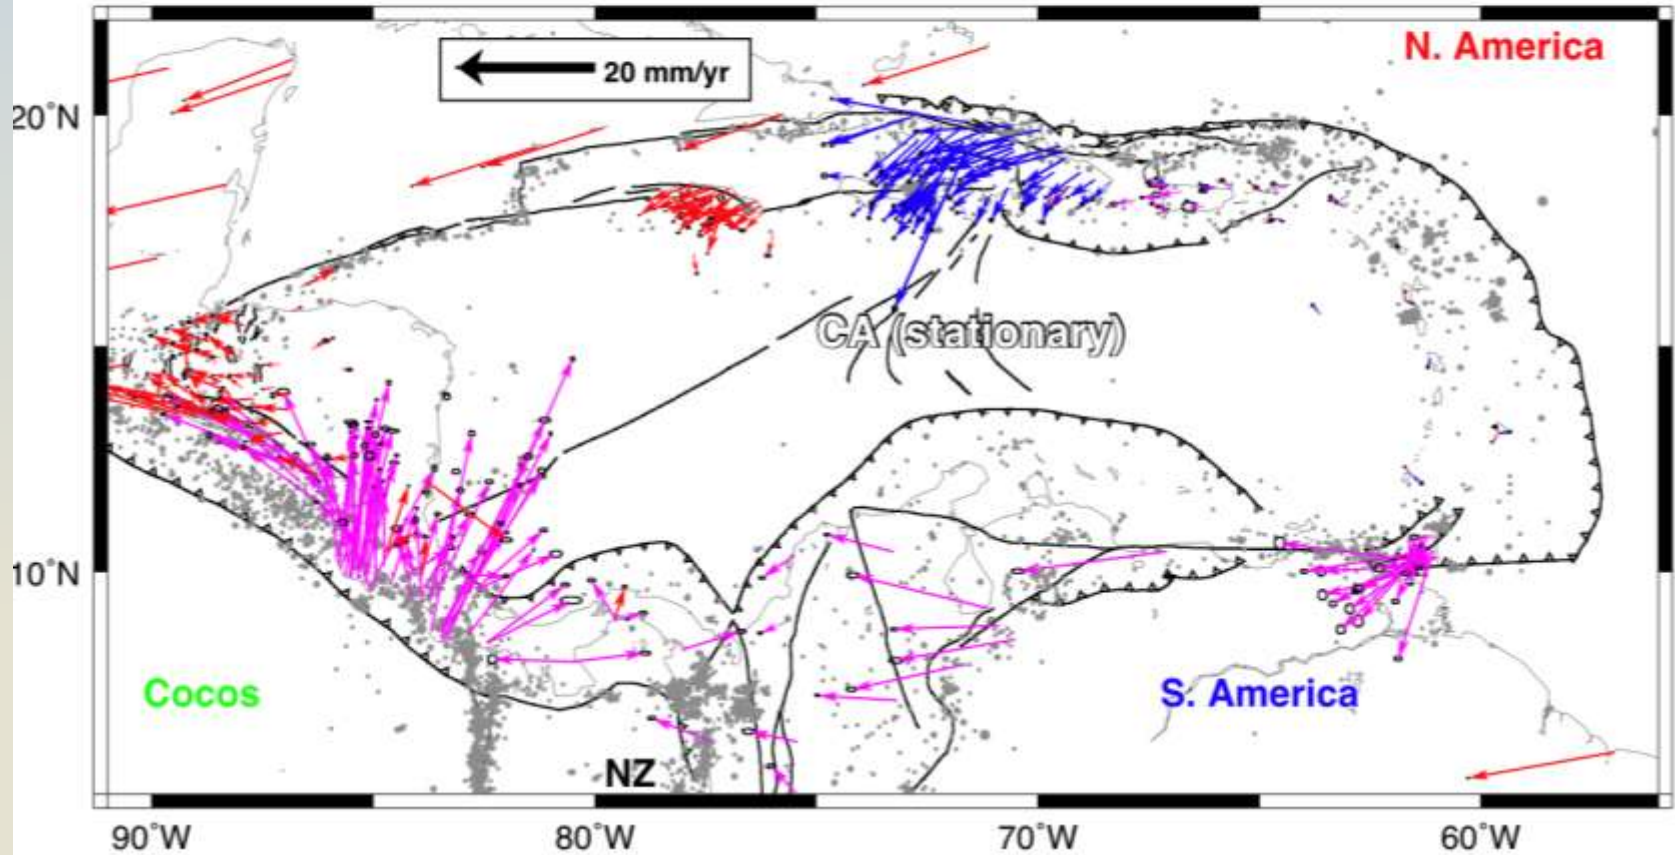 N. America
20 mm/yr
20°N
CA (stationary)
10°N
Cocos
S. America
NZ
90°W
80°W
70°W
60°W